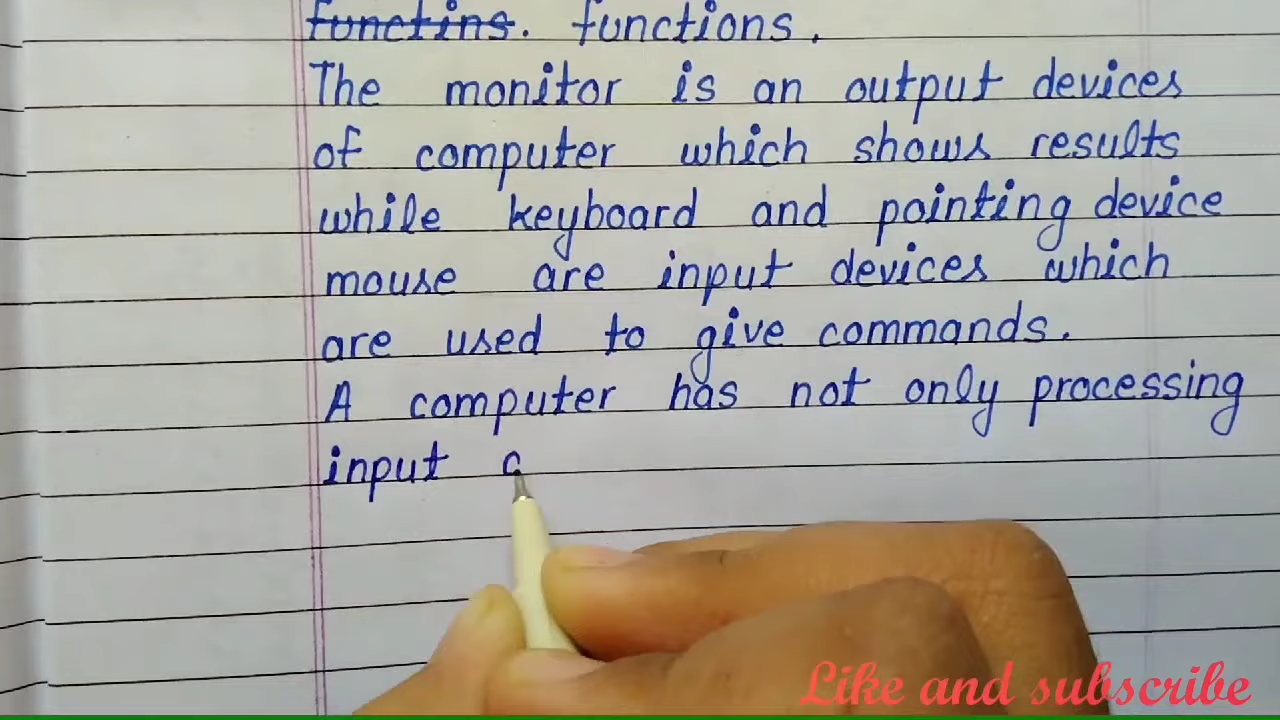 functins. functions.
The monitor is an output devices
of computer which shows results
while keyboard and pointing device
mouse are input devices which
are used to give commands.
A computer has not only processing
input a
Like and subscribe